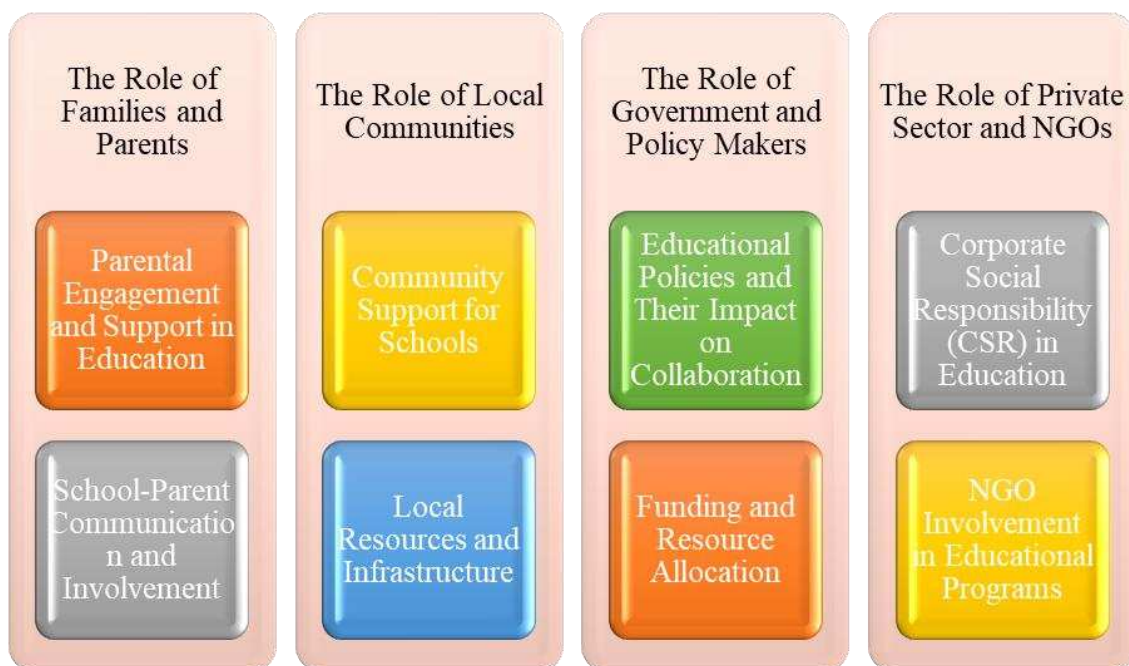 The Role of
Families and
Parents
Parental
Engagement
and Support in
Education
School-Parent
Communicatio
n and
Involvement
The Role of Local
Communities
Community
Support for
Schools
Local
Resources and
Infrastructure
The Role of
Government and
Policy Makers
Educational
Policies and
Their Impact
on
Collaboration
Funding and
Resource
Allocation
The Role of Private
Sector and NGOs
Corporate
Social
Responsibility
(CSR) in
Education
NGO
Involvement
in Educational
Programs